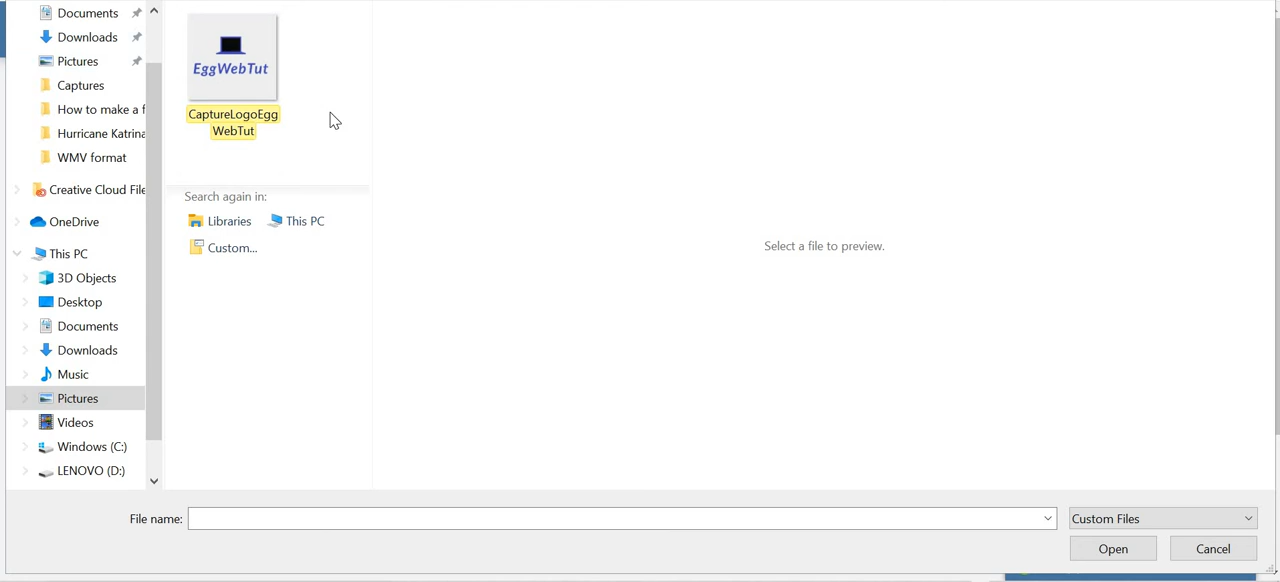 Documents
Downloads
Pictures
Captures
How to make a f
Hurricane Katrina
WMV format
Creative Cloud File
OneDrive
This PC
3D Objects
Desktop
Documents
Downloads
Music
Pictures
Videos
Windows (C:)
LENOVO (D:)
EggWebTut
CaptureLogoEgg
WebTut
Search again in:
Libraries
This PC
Custom...
Select a file to preview.
File name:
Custom Files
Open
Cancel